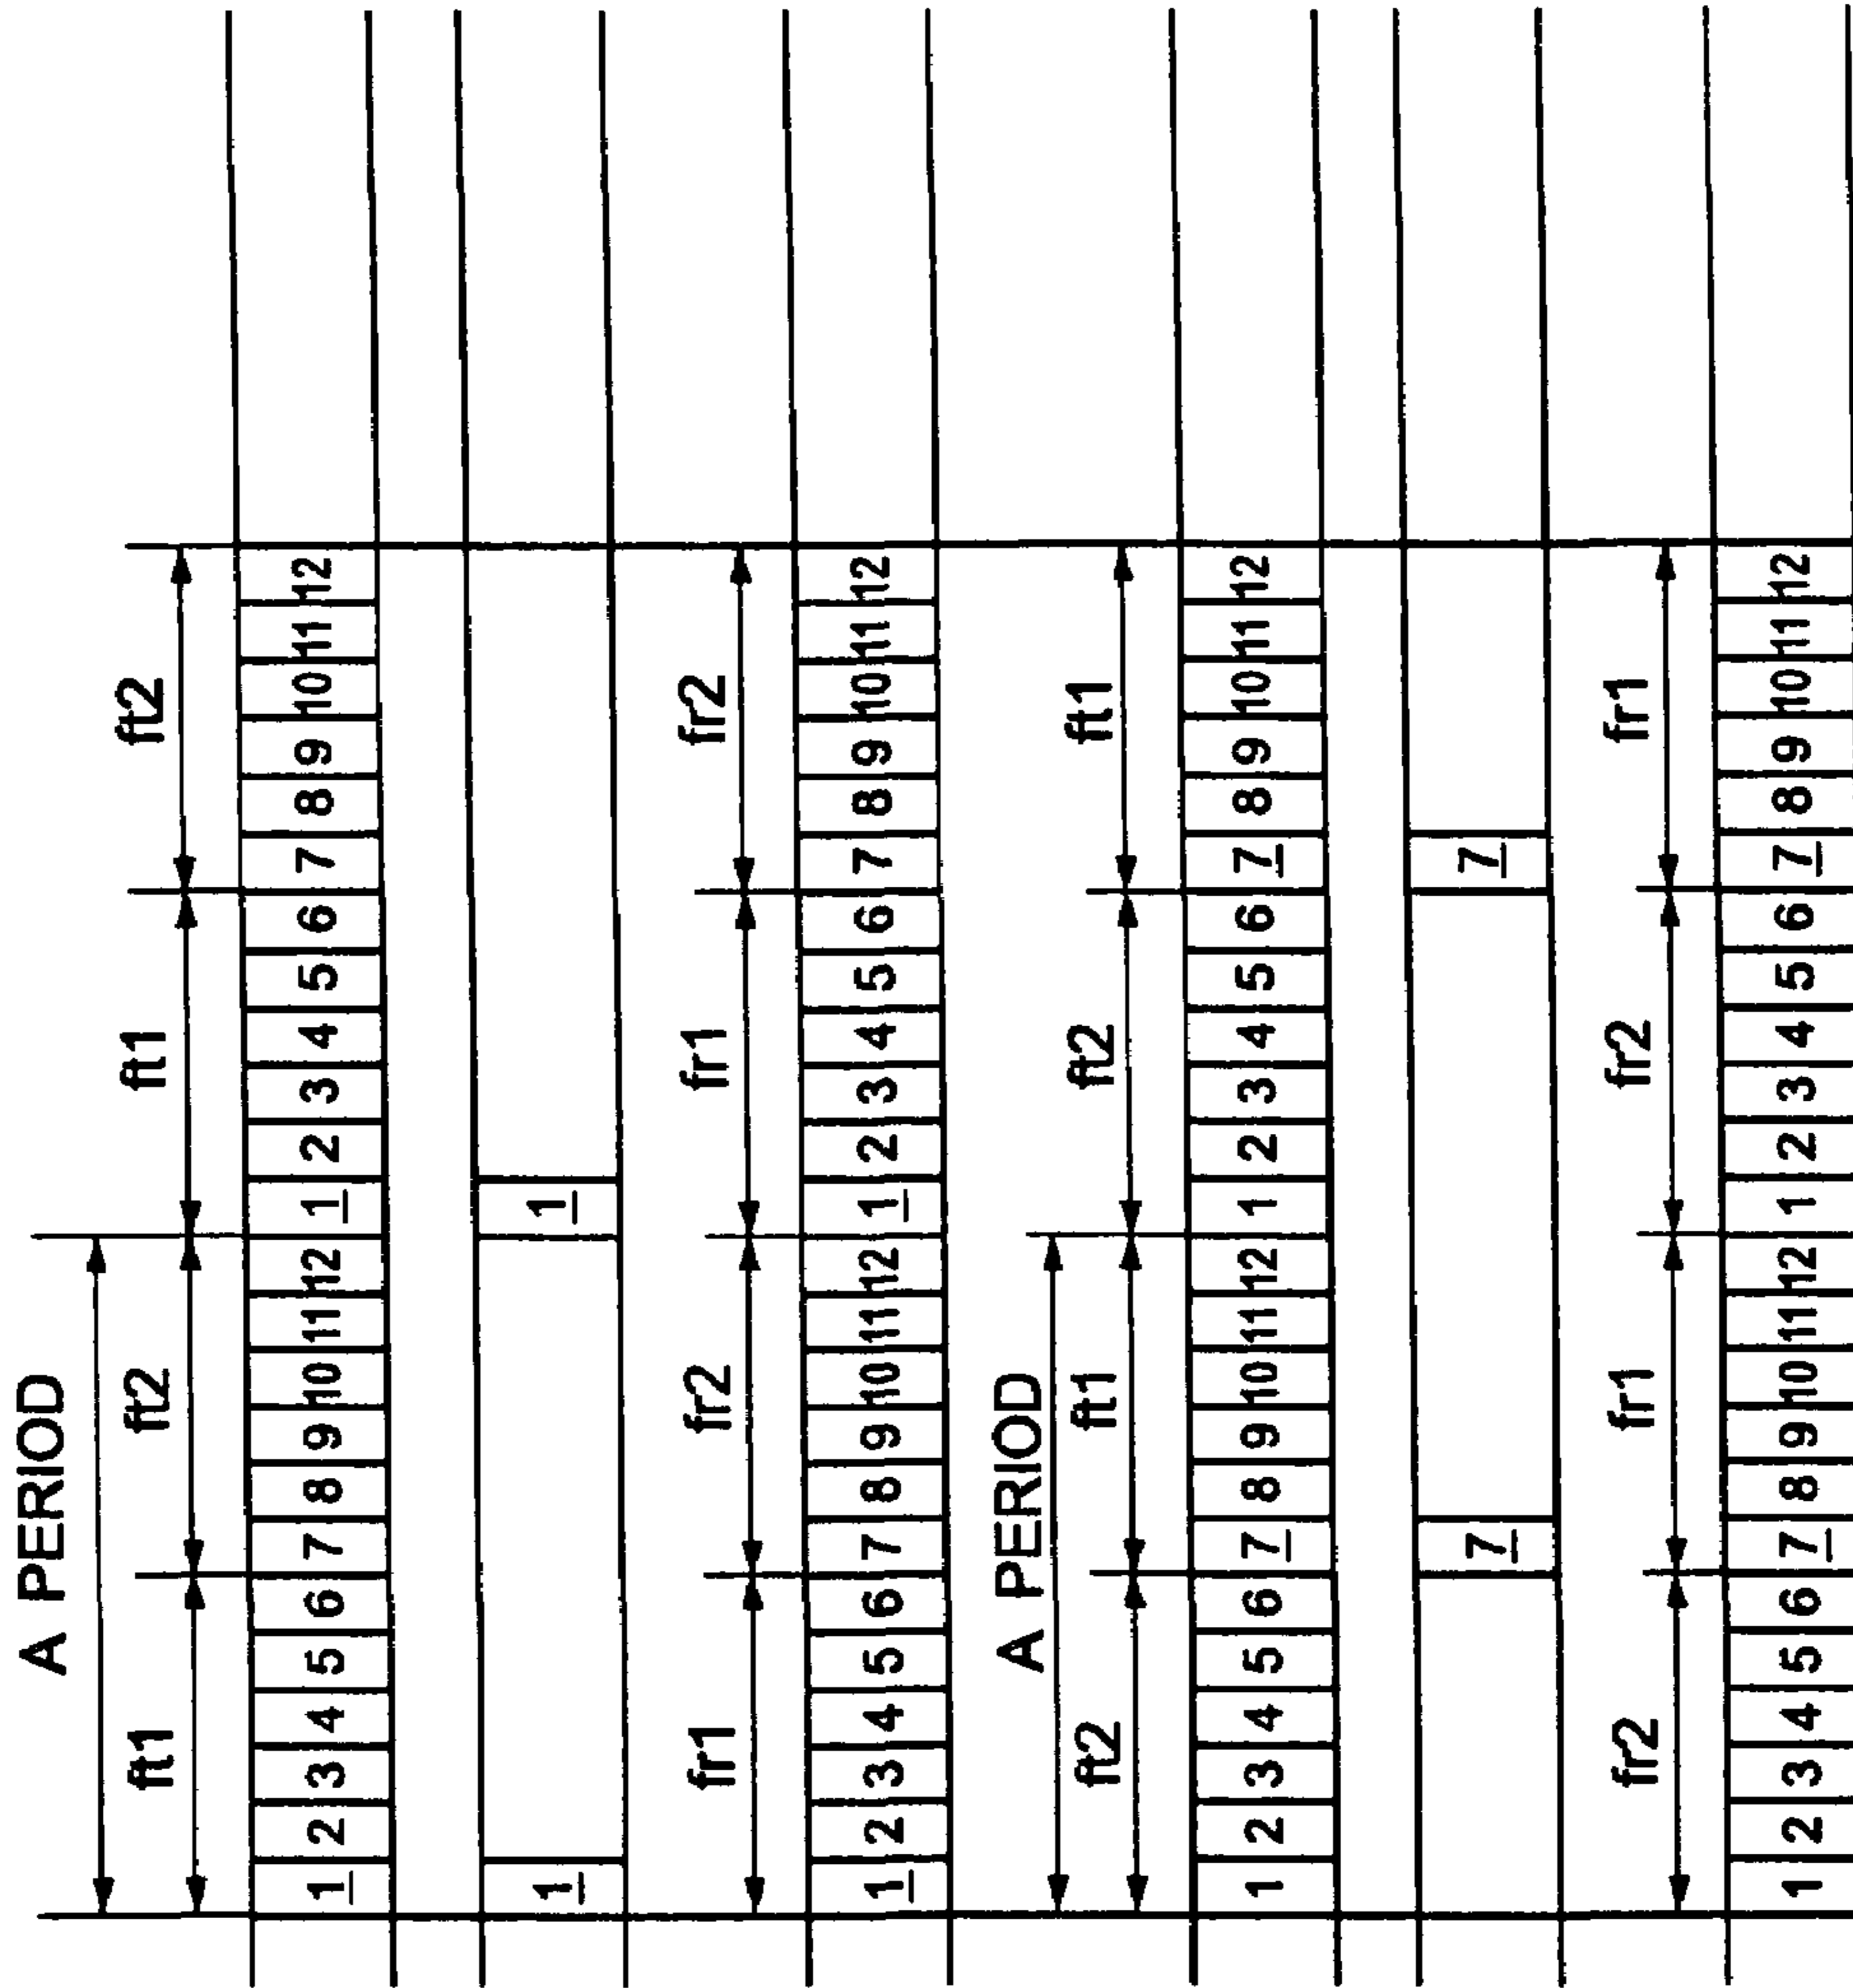 A PERIOD
ft1 ft2 ft1 ft2
1 2 3 4 5 6 7 8 9 10 11 12 1 2 3 4 5 6 7 8 9 10 11 12
1 1
fr1 fr2 fr1 fr2
1 2 3 4 5 6 7 8 9 10 11 12 1 2 3 4 5 6 7 8 9 10 11 12
A PERIOD
ft2 ft1 ft2 ft1
1 2 3 4 5 6 7 8 9 10 11 12 1 2 3 4 5 6 7 8 9 10 11 12
7 7
fr2 fr1 fr2 fr1
1 2 3 4 5 6 7 8 9 10 11 12 1 2 3 4 5 6 7 8 9 10 11 12